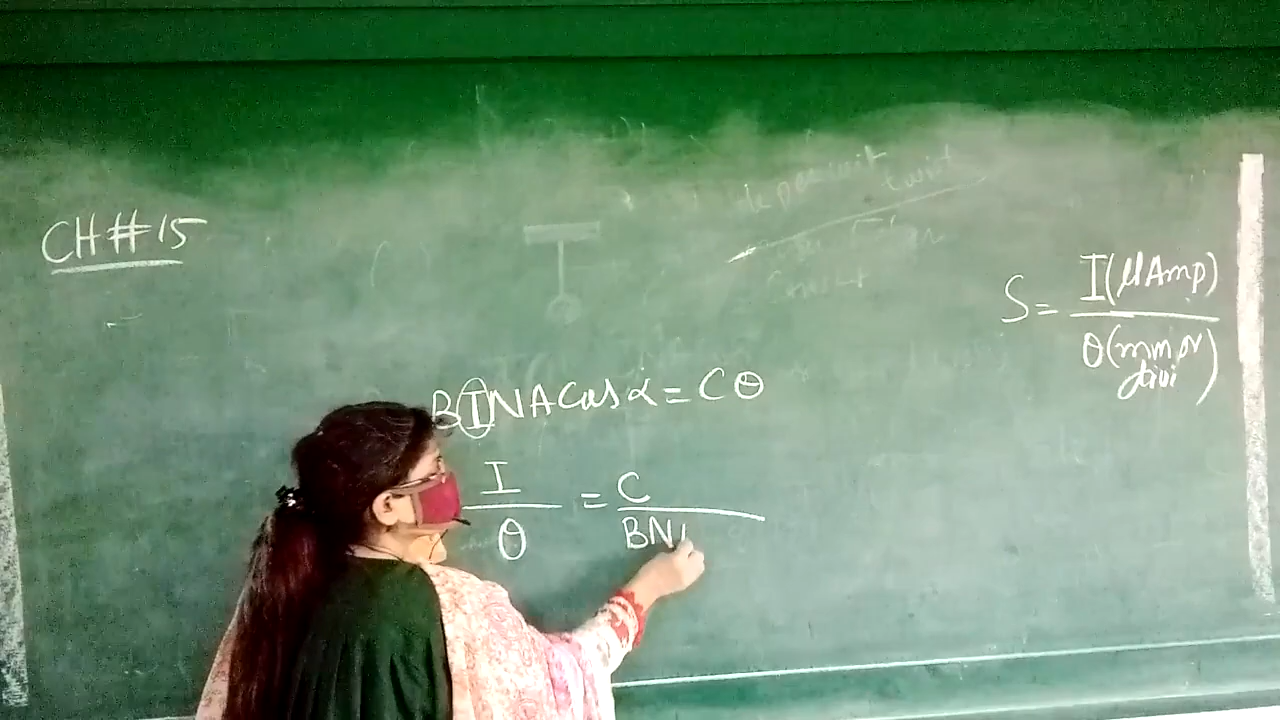 CH#15
BINACosα=Cθ
I/θ = C/BN
S= I(μAmp)/θ(mm or divi)